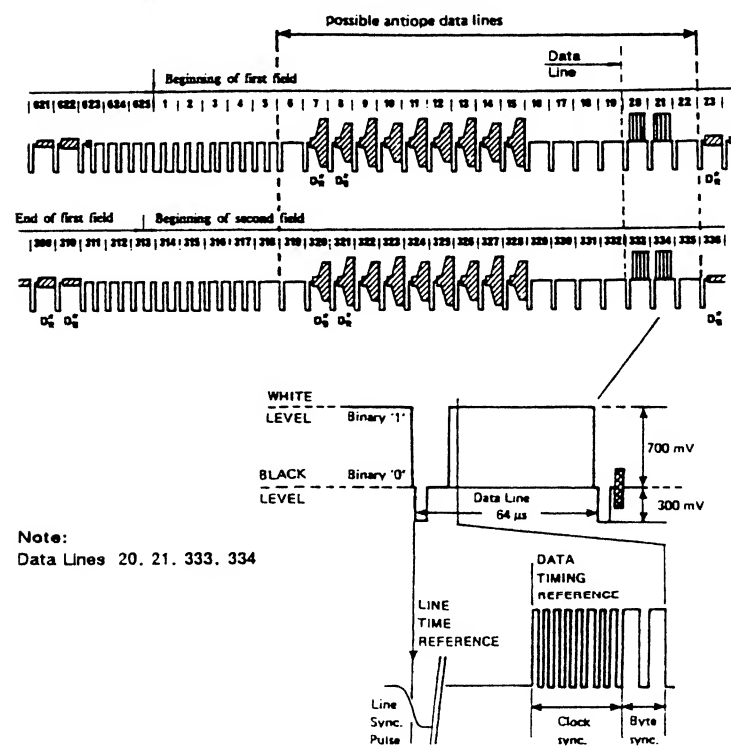 possible antiope data lines
Data
Line
Beginning of first field
621 622 623 624 625 1 2 3 4 5 6 7 8 9 10 11 12 13 14 15 16 17 18 19 20 21 22 23
End of first field Beginning of second field
309 310 311 312 313 314 315 316 317 318 319 320 321 322 323 324 325 326 327 328 329 330 331 332 333 334 335 336
WHITE
LEVEL Binary '1'
700 mV
BLACK Binary '0'
LEVEL Data Line 300 mV
64 µs
Note:
Data Lines 20. 21. 333. 334
DATA
TIMING
REFERENCE
LINE
TIME
REFERENCE
Line
Sync.
Pulse
Clock
sync.
Byte
sync.